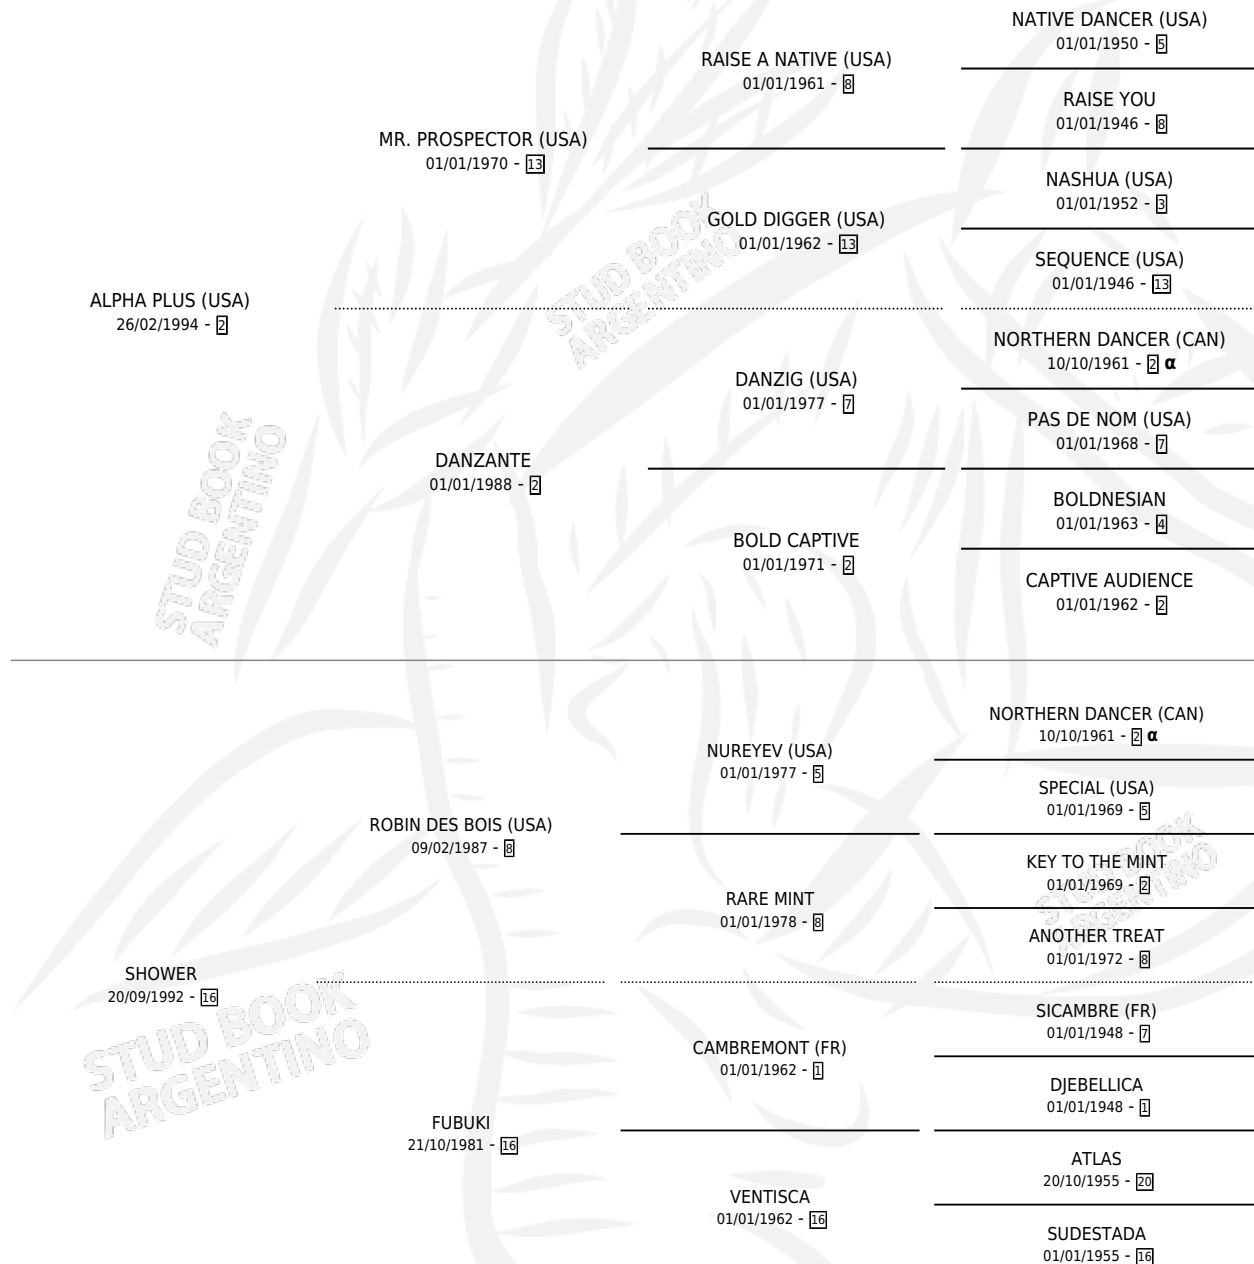 NATIVE DANCER (USA)
01/01/1950 - 5
RAISE A NATIVE (USA)
01/01/1961 - 8
RAISE YOU
01/01/1946 - 8
MR. PROSPECTOR (USA)
01/01/1970 - 13
NASHUA (USA)
01/01/1952 - 3
GOLD DIGGER (USA)
01/01/1962 - 13
SEQUENCE (USA)
01/01/1946 - 13
ALPHA PLUS (USA)
26/02/1994 - 2
NORTHERN DANCER (CAN)
10/10/1961 - 2 α
DANZIG (USA)
01/01/1977 - 7
PAS DE NOM (USA)
01/01/1968 - 7
DANZANTE
01/01/1988 - 2
BOLDNESIAN
01/01/1963 - 4
BOLD CAPTIVE
01/01/1971 - 2
CAPTIVE AUDIENCE
01/01/1962 - 2
STUD BOOK
ARGENTINO
STUD BOOK
ARGENTINO
NORTHERN DANCER (CAN)
10/10/1961 - 2 α
NUREYEV (USA)
01/01/1977 - 5
SPECIAL (USA)
01/01/1969 - 5
ROBIN DES BOIS (USA)
09/02/1987 - 8
KEY TO THE MINT
01/01/1969 - 2
RARE MINT
01/01/1978 - 8
ANOTHER TREAT
01/01/1972 - 8
SHOWER
20/09/1992 - 16
SICAMBRE (FR)
01/01/1948 - 7
CAMBREMONT (FR)
01/01/1962 - 1
DJEBELLICA
01/01/1948 - 1
FUBUKI
21/10/1981 - 16
ATLAS
20/10/1955 - 20
VENTISCA
01/01/1962 - 16
SUDESTADA
01/01/1955 - 16
STUD BOOK
ARGENTINO
STUD BOOK
ARGENTINO